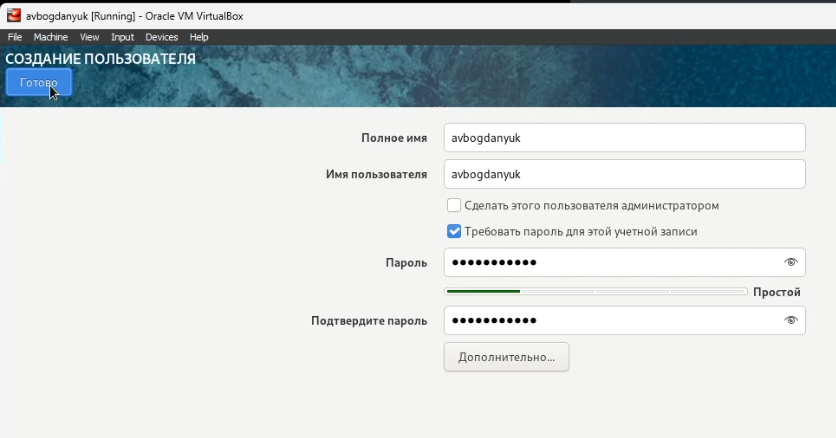 avbogdanyuk [Running] - Oracle VM VirtualBox
File Machine View Input Devices Help
СОЗДАНИЕ ПОЛЬЗОВАТЕЛЯ
Готово
Полное имя avbogdanyuk
Имя пользователя avbogdanyuk
Сделать этого пользователя администратором
Требовать пароль для этой учетной записи
Пароль ●●●●●●●●●●●
Простой
Подтвердите пароль ●●●●●●●●●●●
Дополнительно...